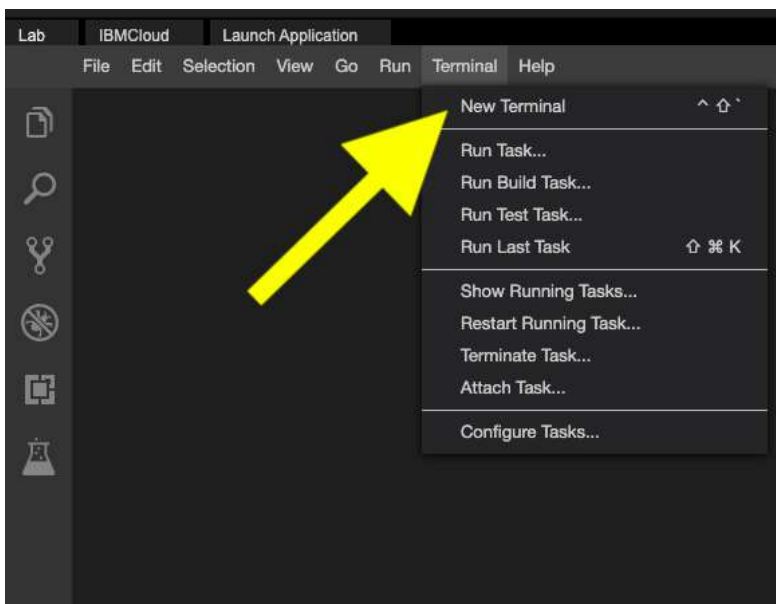 Lab IBMCloud Launch Application
File Edit Selection View Go Run Terminal Help
New Terminal ^ ⇧ `
Run Task...
Run Build Task...
Run Test Task...
Run Last Task ⇧ ⌘ K
Show Running Tasks...
Restart Running Task...
Terminate Task...
Attach Task...
Configure Tasks...